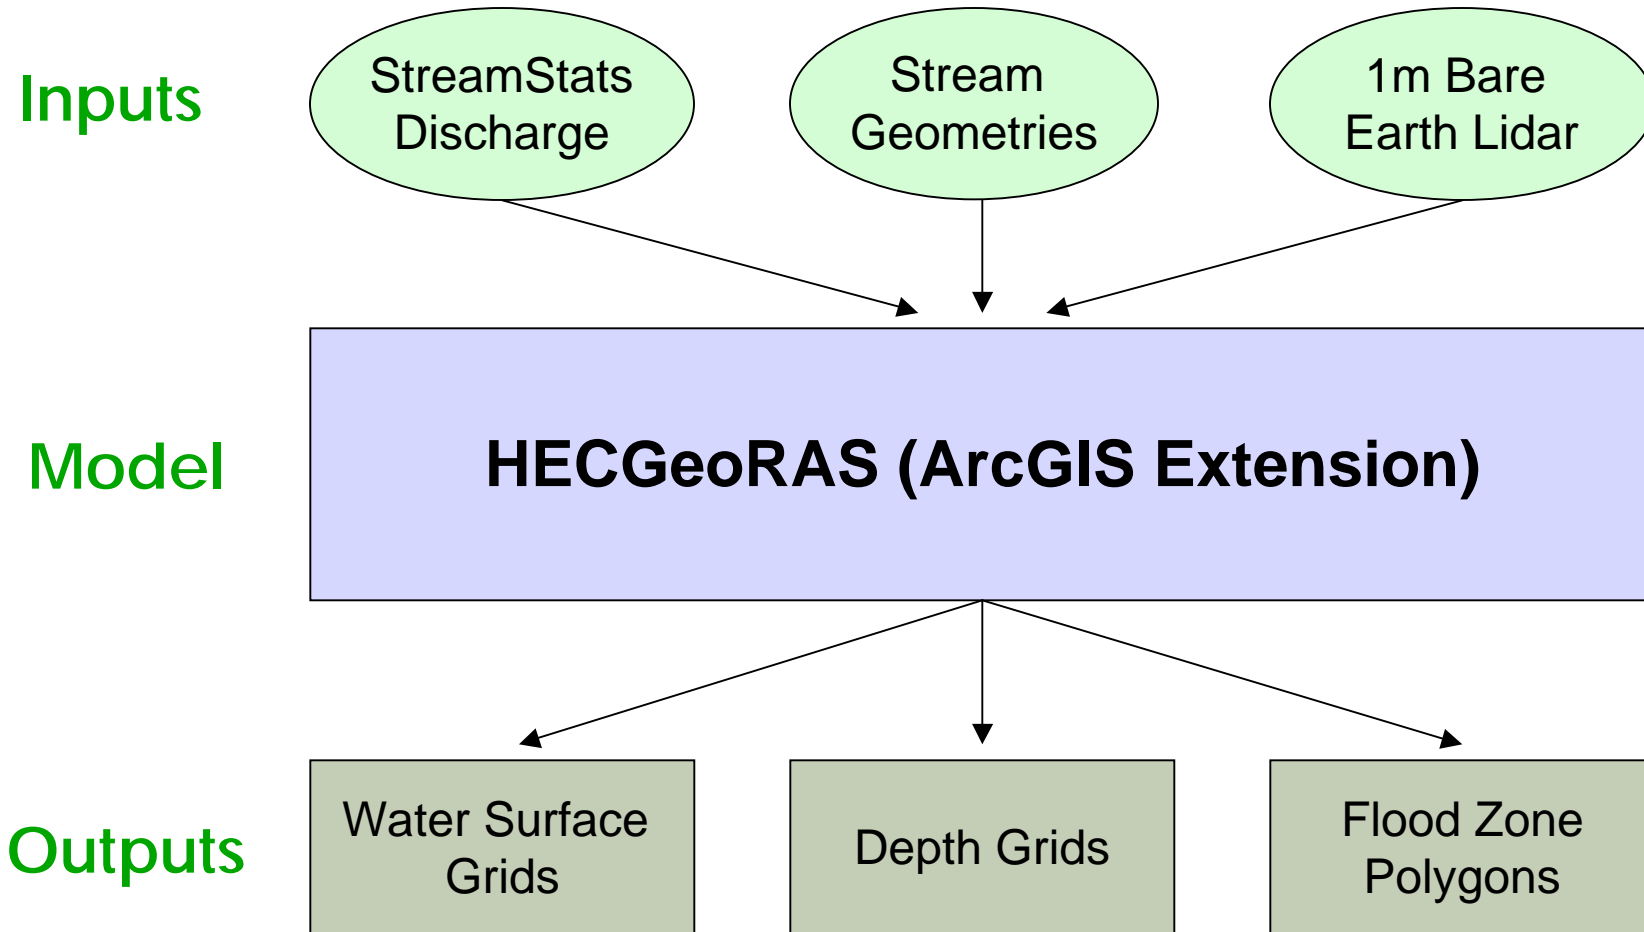 Inputs
StreamStats
Discharge
Stream
Geometries
1m Bare
Earth Lidar
Model
HECGeoRAS (ArcGIS Extension)
Outputs
Water Surface
Grids
Depth Grids
Flood Zone
Polygons